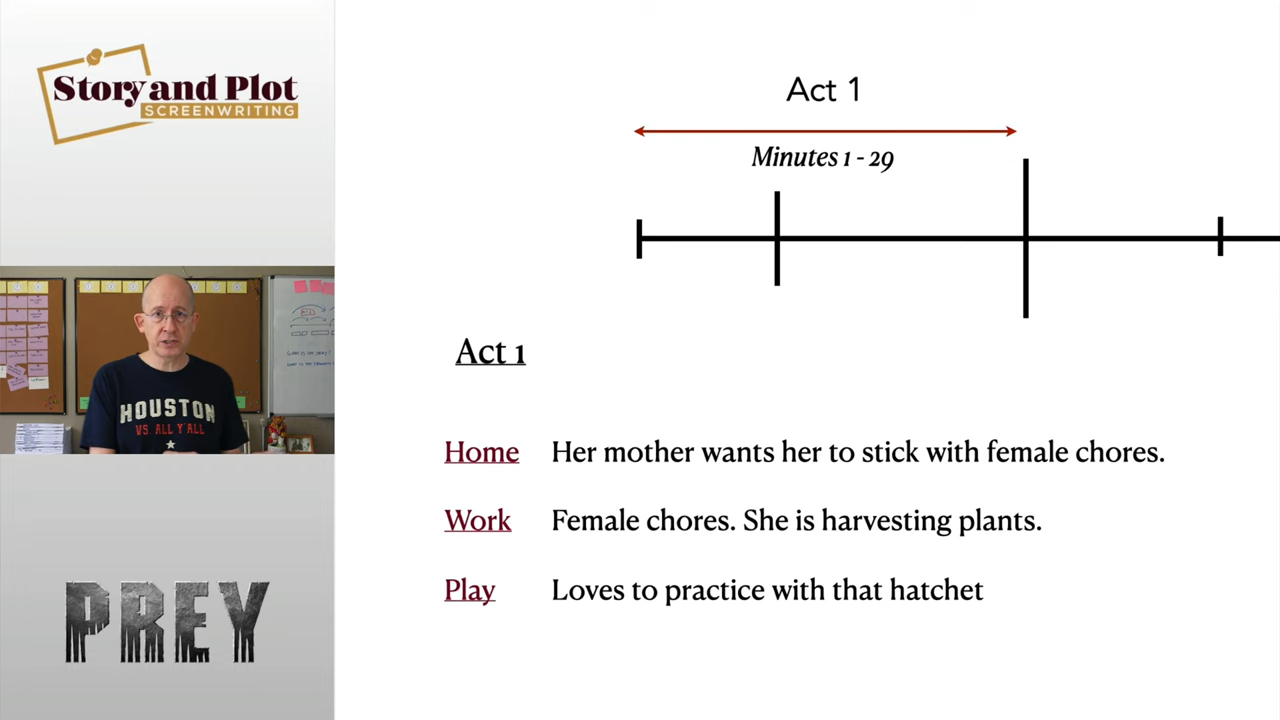 Story and Plot
SCREENWRITING
HOUSTON
VS. ALL Y'ALL
PREY
Act 1
Minutes 1 - 29
Act 1
Home Her mother wants her to stick with female chores.
Work Female chores. She is harvesting plants.
Play Loves to practice with that hatchet